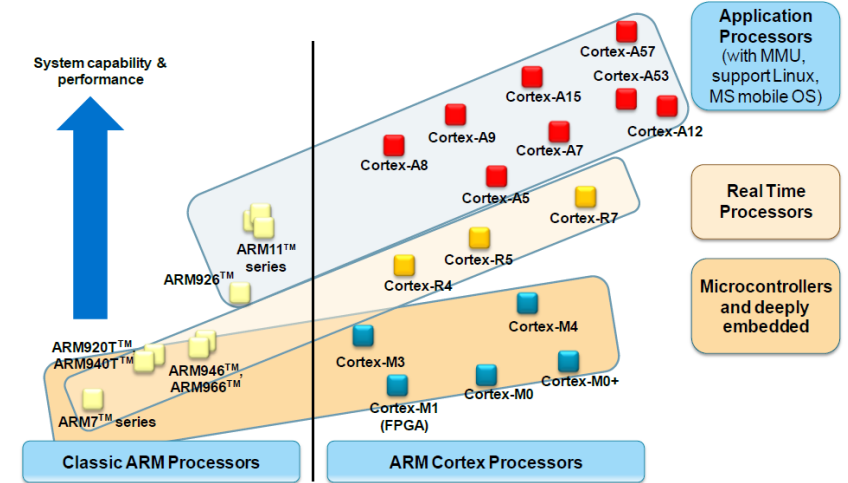 System capability &
performance
Application
Processors
(with MMU,
support Linux,
MS mobile OS)
Cortex-A57
Cortex-A53
Cortex-A15
Cortex-A12
Cortex-A9
Cortex-A7
Cortex-A8
Cortex-A5
Real Time
Processors
Cortex-R7
Cortex-R5
Cortex-R4
ARM11™
series
ARM926™
Microcontrollers
and deeply
embedded
Cortex-M4
Cortex-M3
Cortex-M0+
Cortex-M0
Cortex-M1
(FPGA)
ARM920T™
ARM940T™
ARM946™,
ARM966™
ARM7™ series
Classic ARM Processors
ARM Cortex Processors